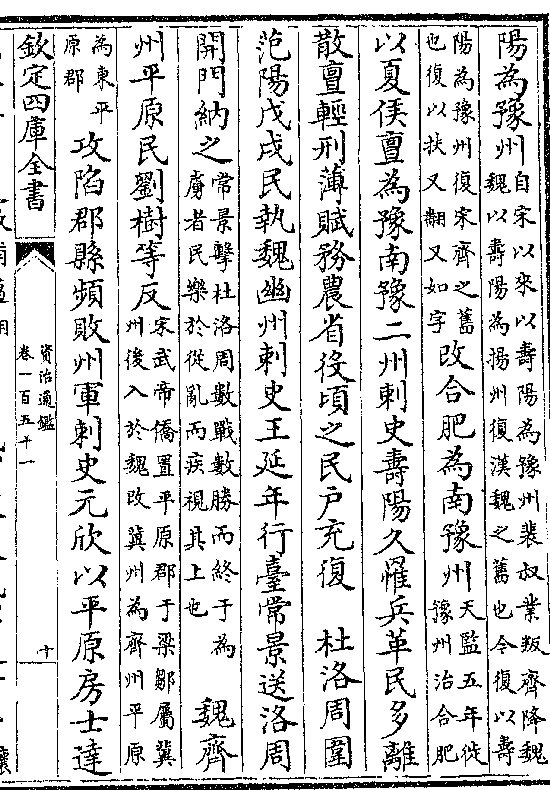 陽為豫州自宋以來以壽陽為豫州裴叔業叛齊降魏魏以壽陽為揚州復漢魏之舊也今復以壽
陽為豫州復宋齊之舊也復以扶又翻又如字改合肥為南豫州天監五年徙豫州治合肥
以夏侯亶為豫南豫二州刺史壽陽久罹兵革民多離
散亶輕刑薄賦務農省役頃之民户充復　杜洛周圍
范陽戊戌民執魏幽州刺史王延年行臺常景送洛周
開門納之常景擊杜洛周數戰數勝而終于為虜者民樂於從亂而疾視其上也　魏齊
州平原民劉樹等反宋武帝僑置平原郡于梁鄒屬冀州後入於魏改冀州為齊州平原
為東平原郡攻陷郡縣頻敗州軍刺史元欣以平原房士達
欽定四庫全書
資治通鑑
卷一百五十一
十